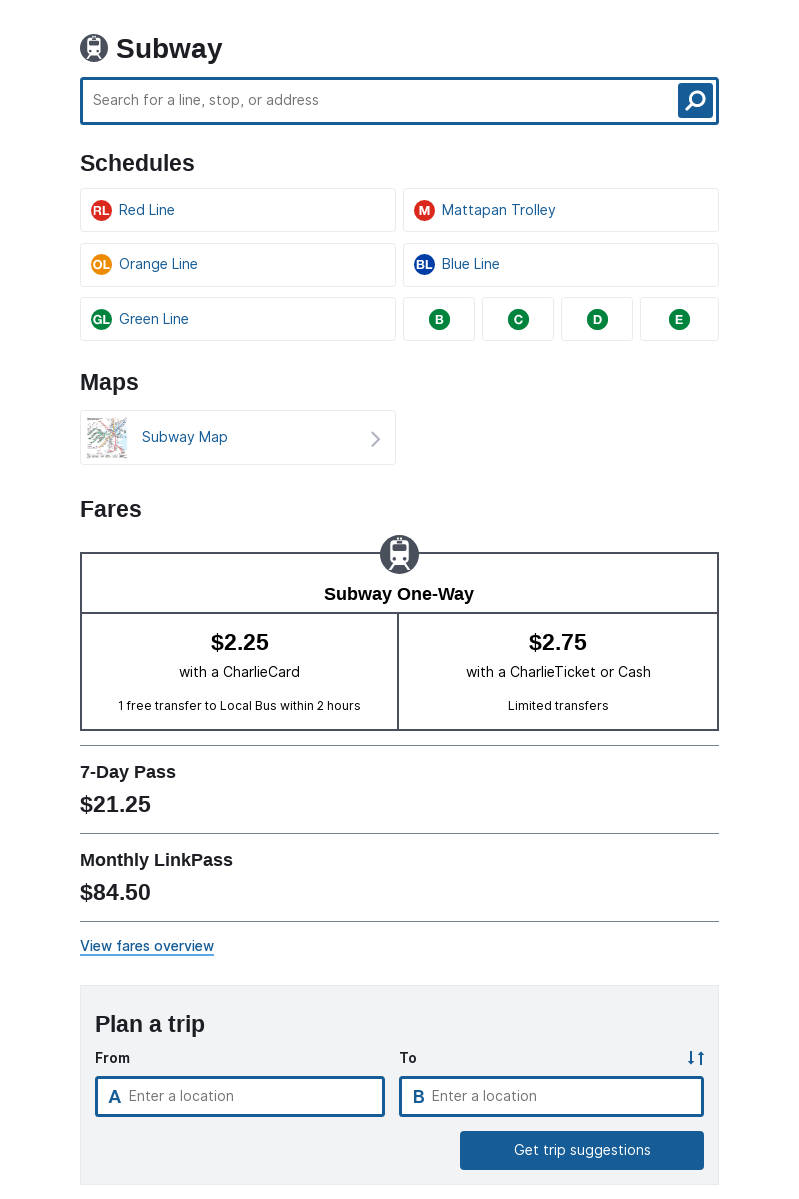 Subway
Search for a line, stop, or address
Schedules
RL Red Line
M Mattapan Trolley
OL Orange Line
BL Blue Line
GL Green Line
B
C
D
E
Maps
Subway Map
Fares
Subway One-Way
$2.25
with a CharlieCard
1 free transfer to Local Bus within 2 hours
$2.75
with a CharlieTicket or Cash
Limited transfers
7-Day Pass
$21.25
Monthly LinkPass
$84.50
View fares overview
Plan a trip
From
A Enter a location
To
B Enter a location
Get trip suggestions